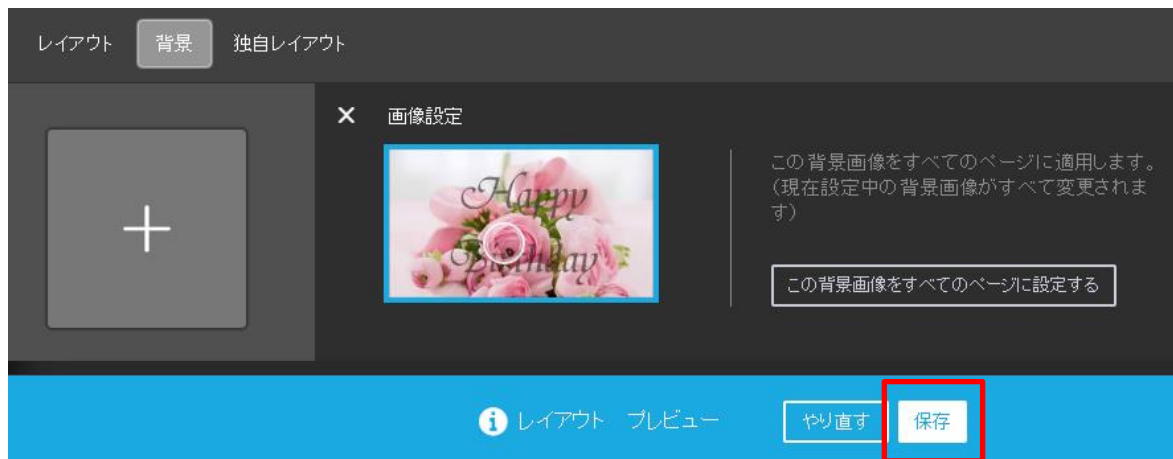 レイアウト 背景 独自レイアウト
× 画像設定
Happy
Birthday
この背景画像をすべてのページに適用します。
(現在設定中の背景画像がすべて変更されま
す)
この背景画像をすべてのページに設定する
レイアウト プレビュー やり直す 保存